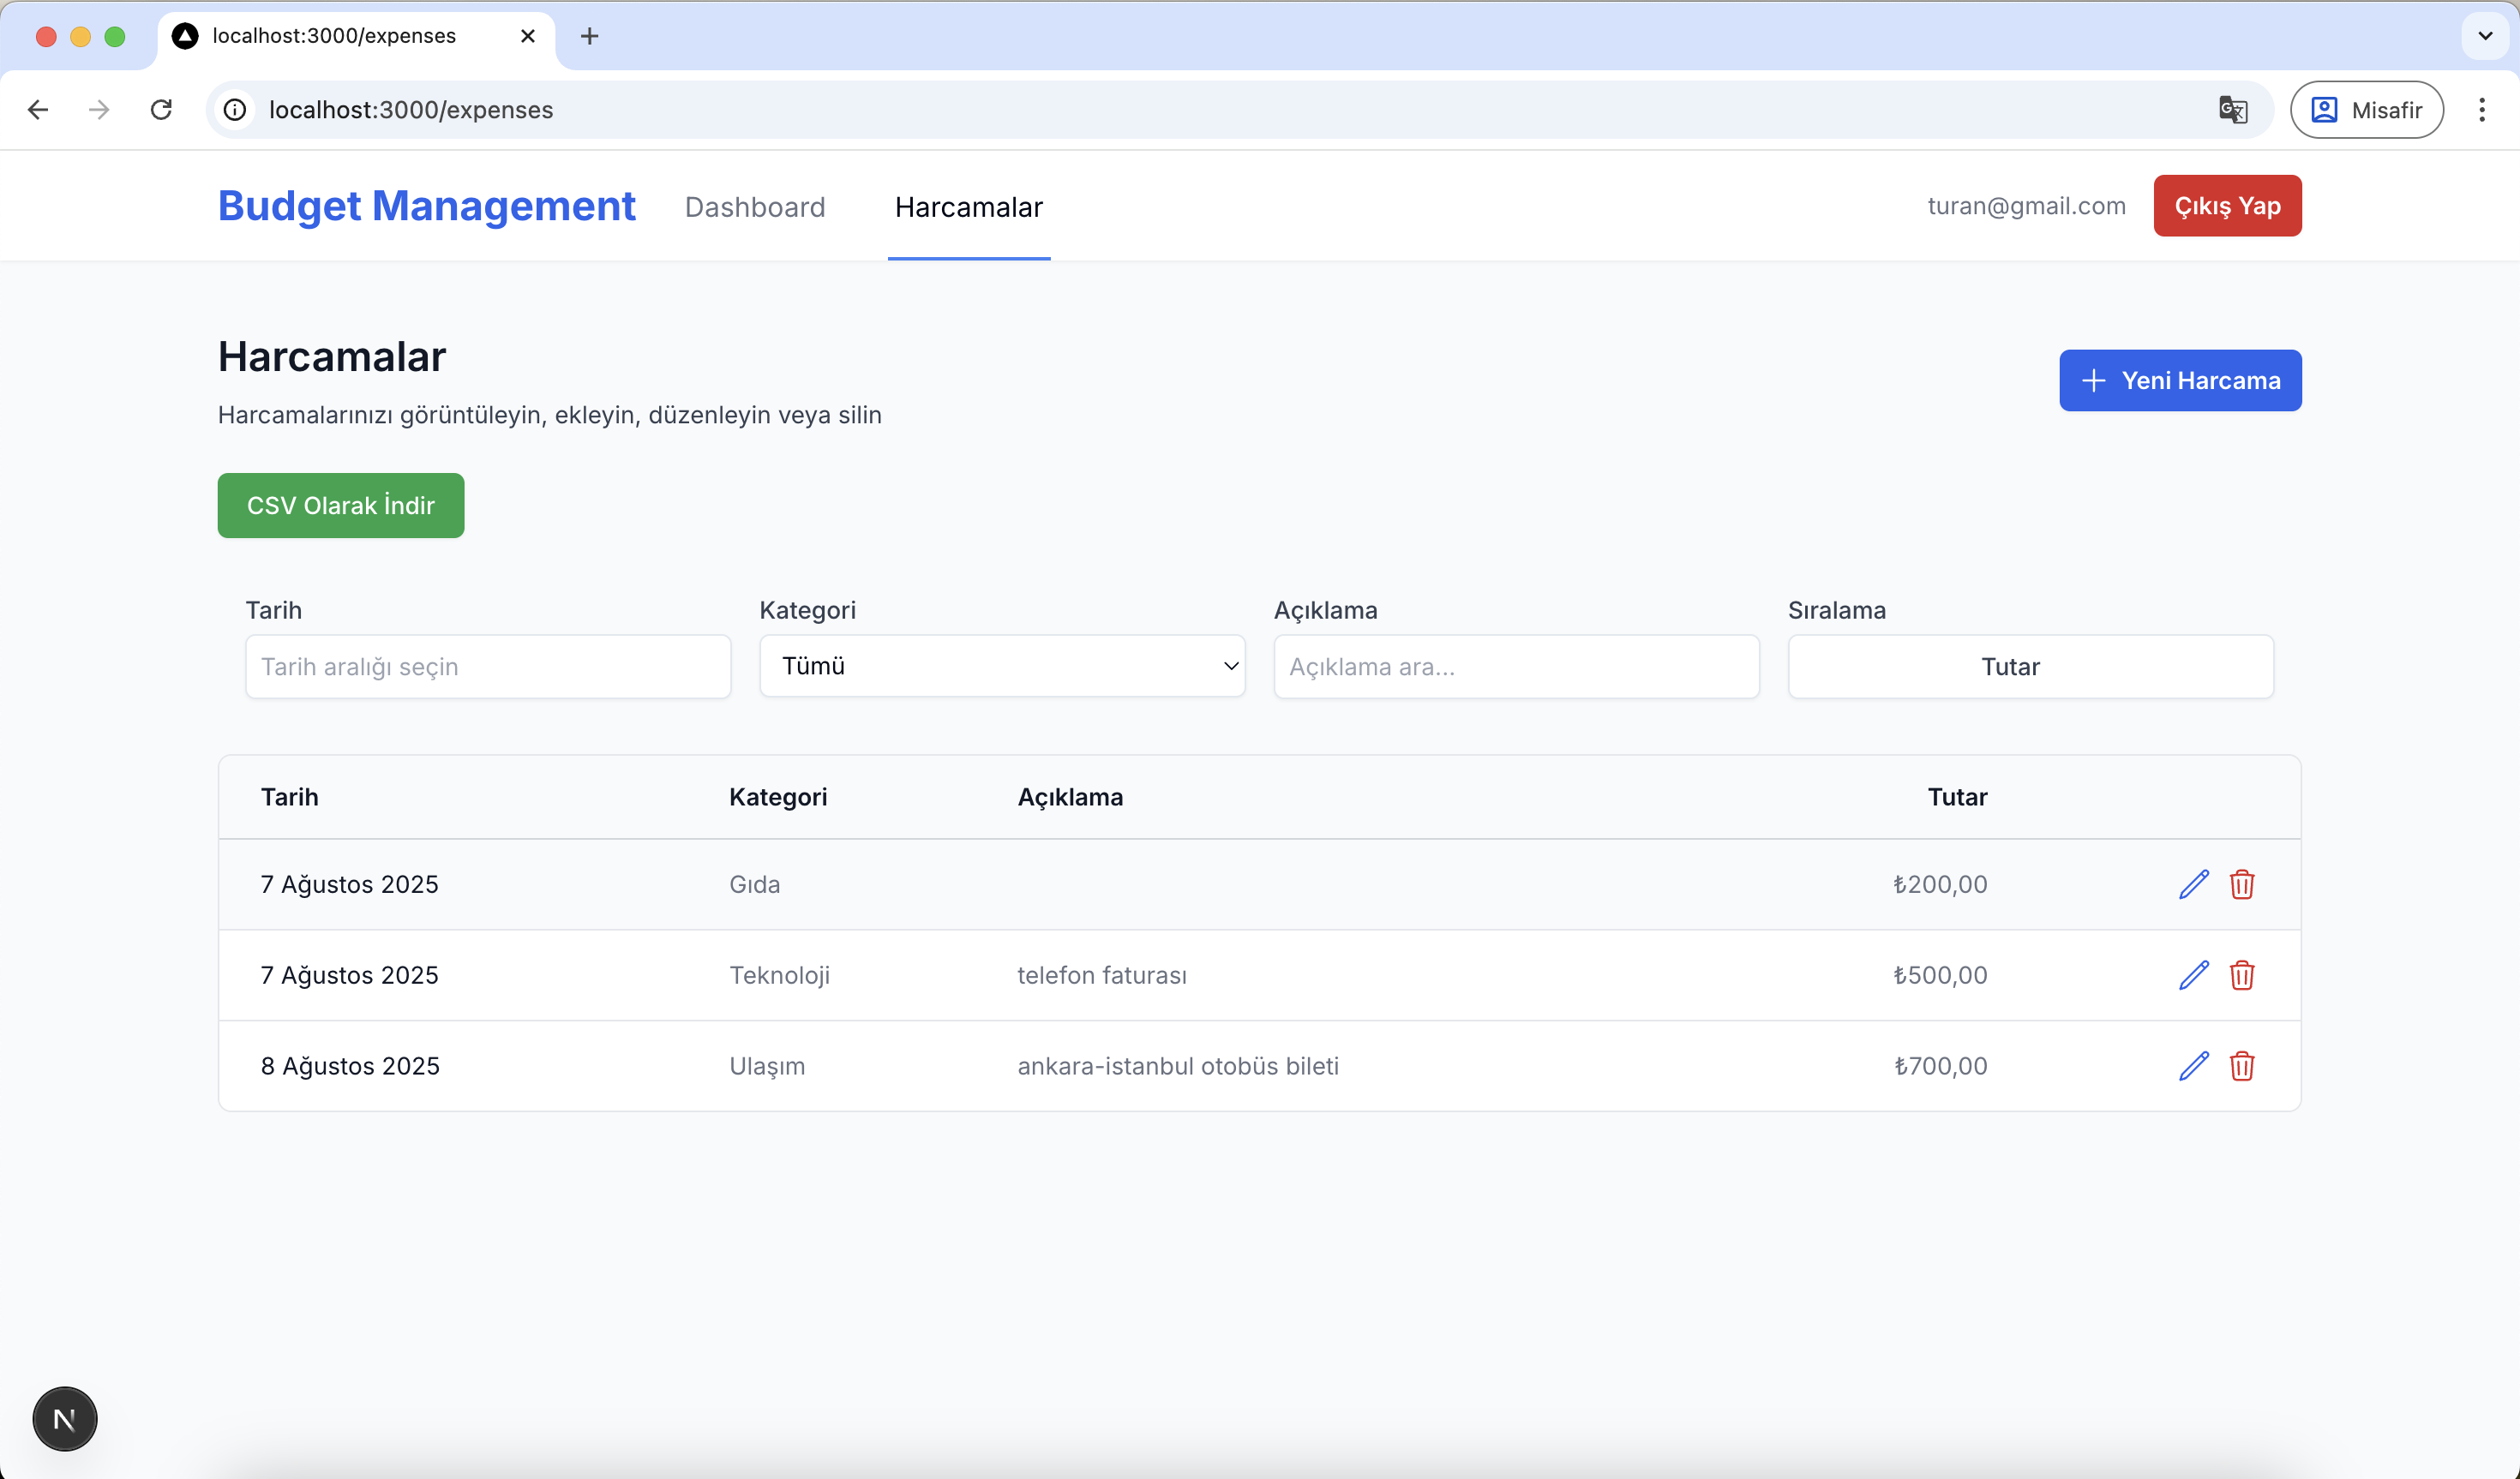 localhost:3000/expenses
localhost:3000/expenses
Misafir
Budget Management Dashboard Harcamalar turan@gmail.com Çıkış Yap
Harcamalar
Yeni Harcama
Harcamalarınızı görüntüleyin, ekleyin, düzenleyin veya silin
CSV Olarak İndir
Tarih Kategori Açıklama Sıralama
Tarih aralığı seçin Tümü Açıklama ara... Tutar
Tarih Kategori Açıklama Tutar
7 Ağustos 2025 Gıda ₺200,00
7 Ağustos 2025 Teknoloji telefon faturası ₺500,00
8 Ağustos 2025 Ulaşım ankara-istanbul otobüs bileti ₺700,00
N